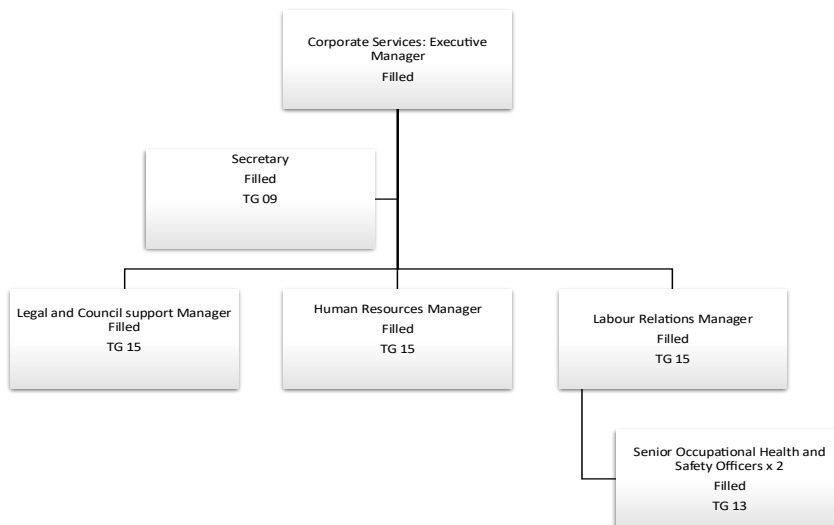 Corporate Services: Executive
Manager
Filled
Secretary
Filled
TG 09
Legal and Council support Manager
Filled
TG 15
Human Resources Manager
Filled
TG 15
Labour Relations Manager
Filled
TG 15
Senior Occupational Health and
Safety Officers x 2
Filled
TG 13